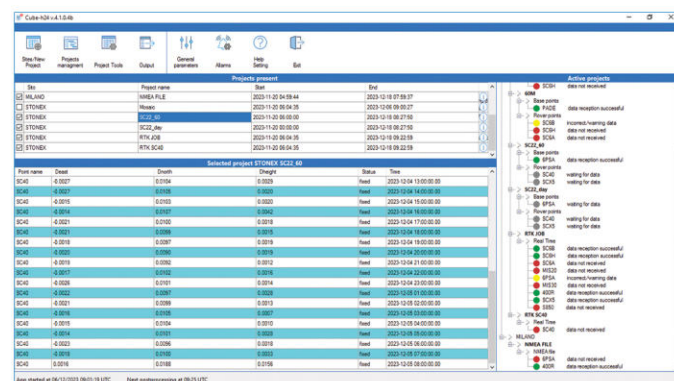 Cube-h24 v.4.1.0.4b
Sites/New Project
Projects managment
Project Tools
Output
General parameters
Alarms
Help Setting
Exit
Projects present
Active projects
Site Project name Start End
MILANO NMEA FILE 2023-11-20 04:59:44 2023-12-18 07:59:37
STONEX Mosaic 2023-11-20 06:04:35 2023-12-06 09:00:27
STONEX SC22_60 2023-11-20 06:00:00 2023-12-18 08:27:50
STONEX SC22_day 2023-11-20 00:00:00 2023-12-18 08:27:50
STONEX RTK JOB 2023-11-20 06:04:35 2023-12-18 09:22:59
STONEX RTK SC40 2023-11-20 06:04:35 2023-12-18 09:22:59
Selected project STONEX SC22_60
Point name Deast Dnorth Dheight Status Time
SC40 -0.0027 0.0104 0.0029 fixed 2023-12-04 13:00:00.00
SC40 -0.0027 0.0105 0.0020 fixed 2023-12-04 14:00:00.00
SC40 -0.0015 0.0103 0.0020 fixed 2023-12-04 15:00:00.00
SC40 -0.0014 0.0107 0.0042 fixed 2023-12-04 16:00:00.00
SC40 -0.0021 0.0100 0.0018 fixed 2023-12-04 17:00:00.00
SC40 -0.0021 0.0099 0.0015 fixed 2023-12-04 18:00:00.00
SC40 -0.0018 0.0097 0.0019 fixed 2023-12-04 19:00:00.00
SC40 -0.0020 0.0090 0.0019 fixed 2023-12-04 20:00:00.00
SC40 -0.0019 0.0092 0.0012 fixed 2023-12-04 21:00:00.00
SC40 -0.0017 0.0102 0.0016 fixed 2023-12-04 22:00:00.00
SC40 -0.0026 0.0101 0.0014 fixed 2023-12-04 23:00:00.00
SC40 -0.0022 0.0097 0.0028 fixed 2023-12-05 01:00:00.00
SC40 -0.0021 0.0099 0.0013 fixed 2023-12-05 02:00:00.00
SC40 -0.0016 0.0105 0.0007 fixed 2023-12-05 03:00:00.00
SC40 -0.0015 0.0104 0.0010 fixed 2023-12-05 04:00:00.00
SC40 -0.0014 0.0101 0.0020 fixed 2023-12-05 05:00:00.00
SC40 -0.0023 0.0096 0.0018 fixed 2023-12-05 06:00:00.00
SC40 -0.0018 0.0100 0.0003 fixed 2023-12-05 07:00:00.00
SC40 0.0016 0.0168 0.0156 fixed 2023-12-05 08:00:00.00
SC6H data not received
60M
Base points
PADE data reception successful
Rover points
SC6B incorrect/warning data
SC6H data not received
SC6A data not received
SC22_60
Base points
6PSA data reception successful
Rover points
SC40 waiting for data
SCX5 waiting for data
SC22_day
Base points
6PSA waiting for data
Rover points
SC40 waiting for data
SCX5 waiting for data
RTK JOB
Real Time
SC6B data reception successful
SC6H data reception successful
SC6A data not received
MIS20 data not received
6PSA incorrect/warning data
MIS30 data not received
400R data reception successful
SCX5 data reception successful
S850 data not received
RTK SC40
Real Time
SC40 data not received
MILANO
NMEA FILE
NMEA file
6PSA data not received
400R data reception successful
App started at 06/12/2023 09:01:19 UTC Next postprocessing at 09:25 UTC